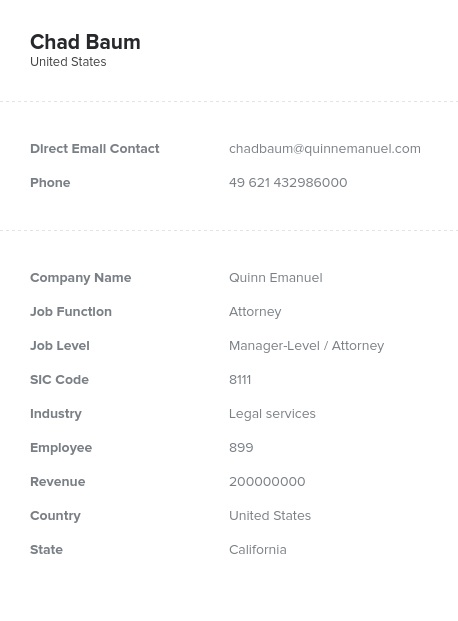 Chad Baum
United States
Direct Email Contact chadbaum@quinnemanuel.com
Phone 49 621 432986000
Company Name Quinn Emanuel
Job Function Attorney
Job Level Manager-Level / Attorney
SIC Code 8111
Industry Legal services
Employee 899
Revenue 200000000
Country United States
State California